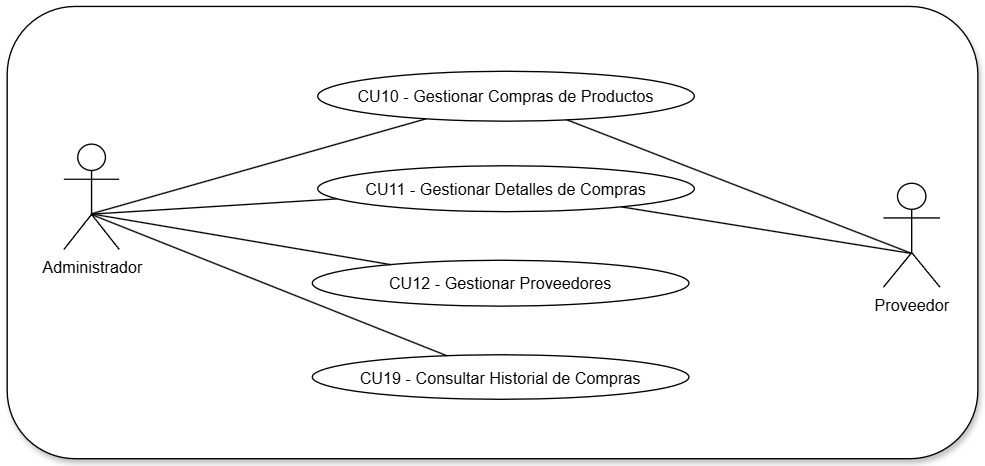 CU10 - Gestionar Compras de Productos
CU11 - Gestionar Detalles de Compras
Administrador
CU12 - Gestionar Proveedores
Proveedor
CU19 - Consultar Historial de Compras